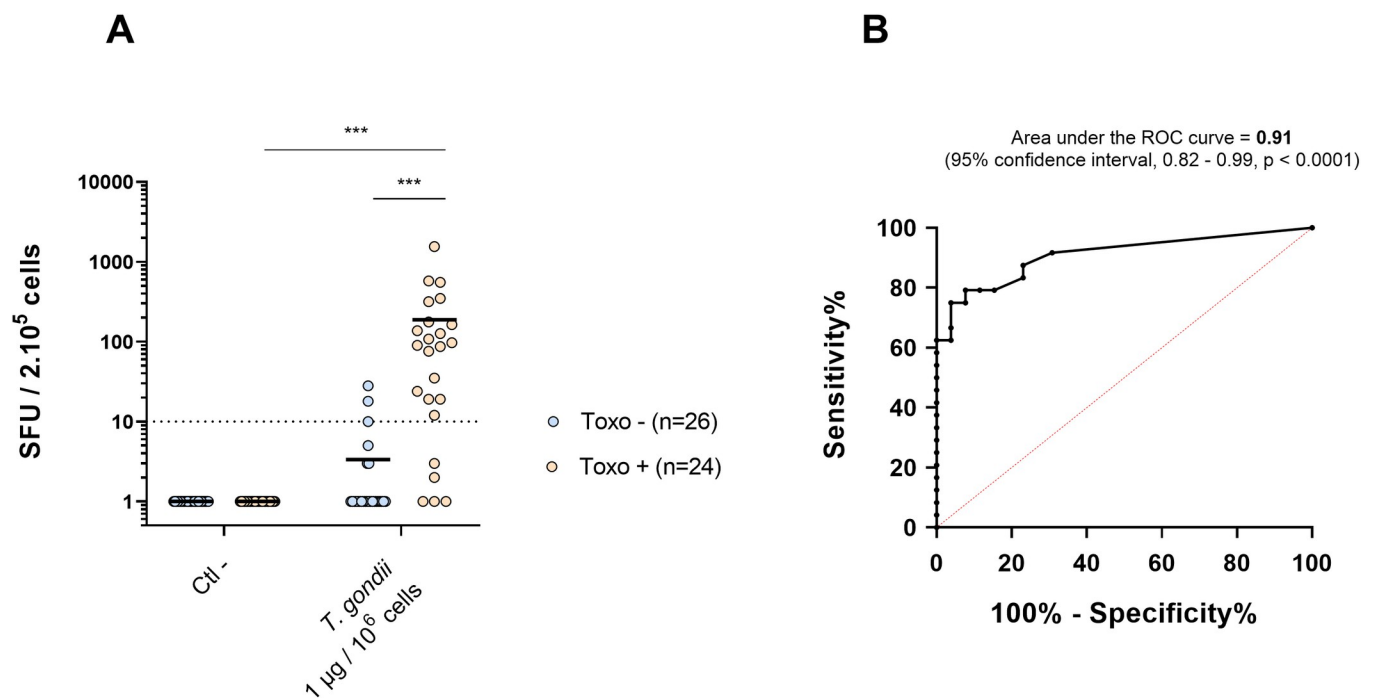 A
***
***
10000
1000
100
10
1
SFU / 2.10⁵ cells
Ctl -
T. gondii
1 µg / 10⁶ cells
Toxo - (n=26)
Toxo + (n=24)
B
Area under the ROC curve = 0.91
(95% confidence interval, 0.82 - 0.99, p < 0.0001)
100
80
60
40
20
0
Sensitivity%
0 20 40 60 80 100
100% - Specificity%